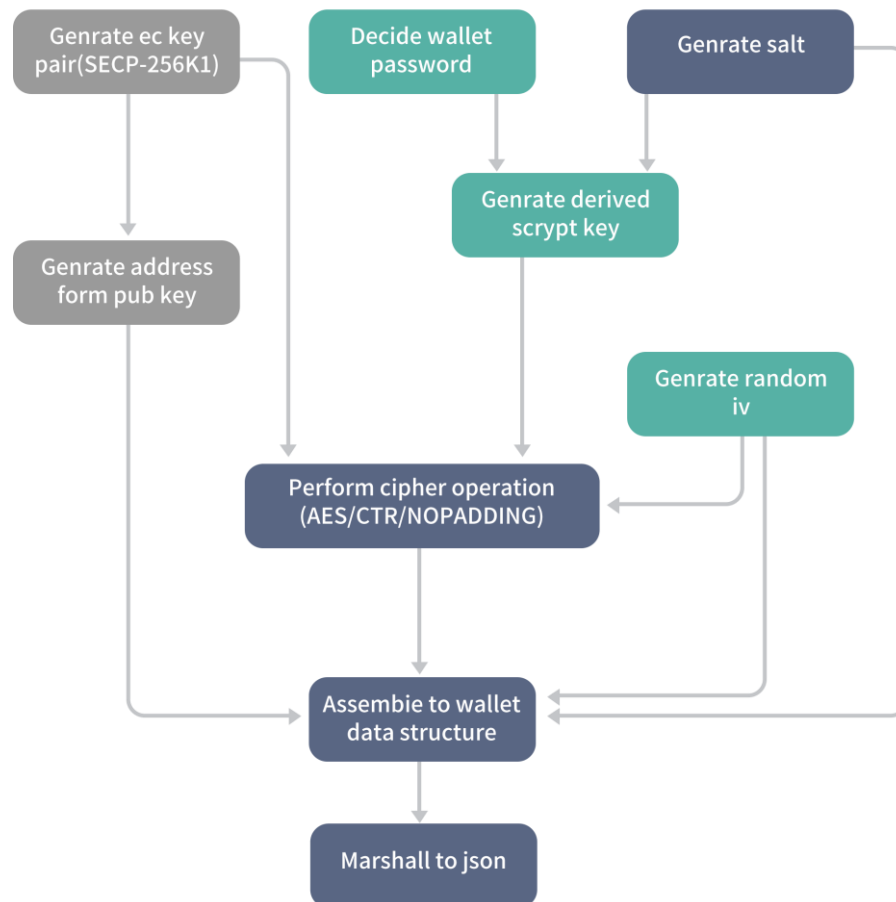 Genrate ec key
pair(SECP-256K1)
Decide wallet
password
Genrate salt
Genrate derived
scrypt key
Genrate address
form pub key
Genrate random
iv
Perform cipher operation
(AES/CTR/NOPADDING)
Assembie to wallet
data structure
Marshall to json